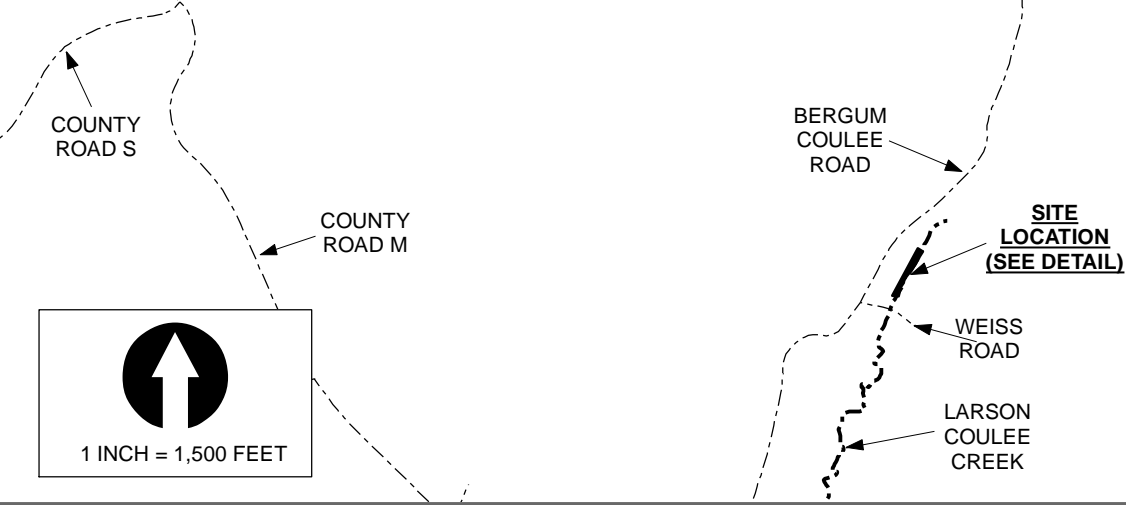 COUNTY
ROAD S
BERGUM
COULEE
ROAD
COUNTY
ROAD M
SITE
LOCATION
(SEE DETAIL)
WEISS
ROAD
LARSON
COULEE
CREEK
1 INCH = 1,500 FEET